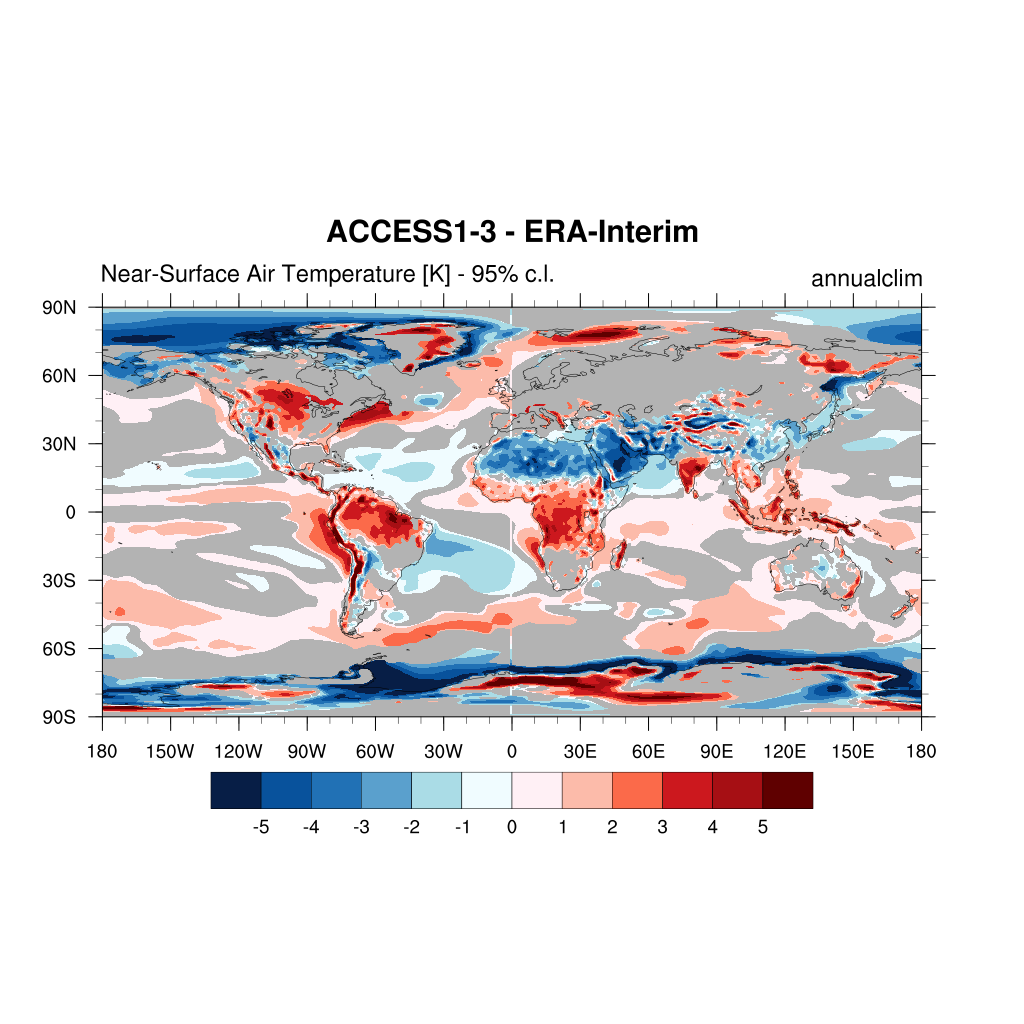 ACCESS1-3 - ERA-Interim
Near-Surface Air Temperature [K] - 95% c.l.
annualclim
90N
60N
30N
0
30S
60S
90S
180 150W 120W 90W 60W 30W 0 30E 60E 90E 120E 150E 180
-5 -4 -3 -2 -1 0 1 2 3 4 5